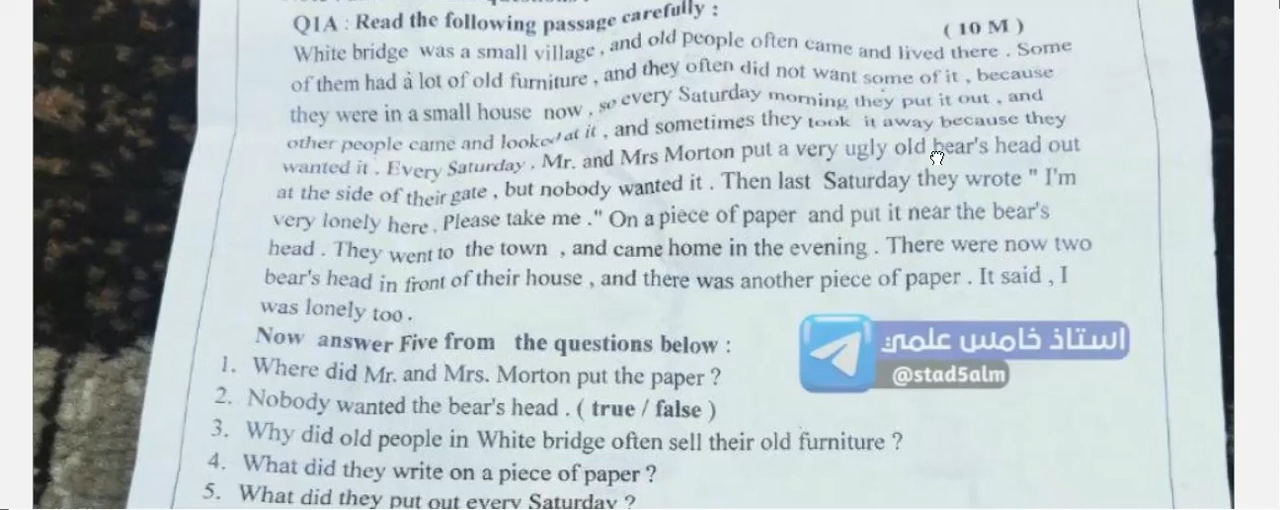 Q1A : Read the following passage carefully :
( 10 M )
White bridge was a small village , and old people often came and lived there . Some
of them had a lot of old furniture , and they often did not want some of it , because
they were in a small house now , so every Saturday morning they put it out , and
other people came and looked at it , and sometimes they took it away because they
wanted it . Every Saturday , Mr. and Mrs Morton put a very ugly old bear's head out
at the side of their gate , but nobody wanted it . Then last Saturday they wrote " I'm
very lonely here . Please take me ." On a piece of paper and put it near the bear's
head . They went to the town , and came home in the evening . There were now two
bear's head in front of their house , and there was another piece of paper . It said , I
was lonely too .
Now answer Five from the questions below :
1. Where did Mr. and Mrs. Morton put the paper ?
2. Nobody wanted the bear's head . ( true / false )
3. Why did old people in White bridge often sell their old furniture ?
4. What did they write on a piece of paper ?
5. What did they put out every Saturday ?
استاذ خامس علمي
@stad5alm